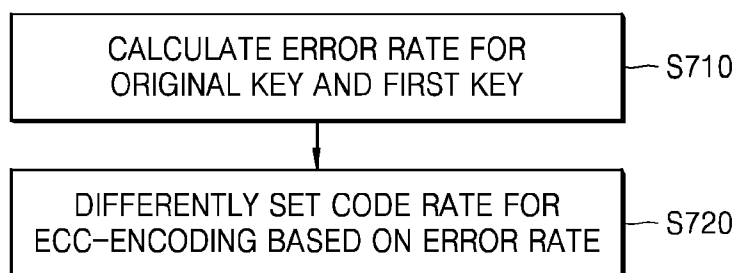 CALCULATE ERROR RATE FOR
ORIGINAL KEY AND FIRST KEY
S710
DIFFERENTLY SET CODE RATE FOR
ECC-ENCODING BASED ON ERROR RATE
S720